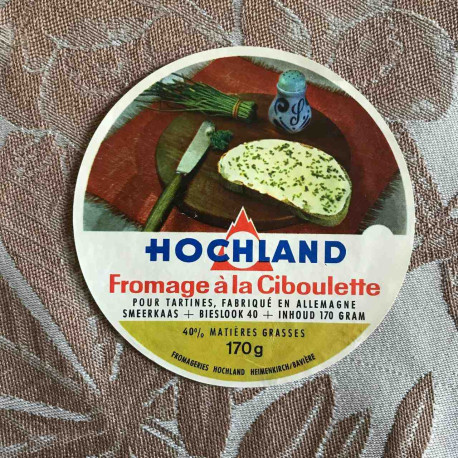 S
HOCHLAND
Fromage à la Ciboulette
POUR TARTINES, FABRIQUÉ EN ALLEMAGNE
SMEERKAAS + BIESLOOK 40 + INHOUD 170 GRAM
40% MATIÈRES GRASSES
170 g
FROMAGERIES HOCHLAND HEIMENKIRCH/BAVIÈRE